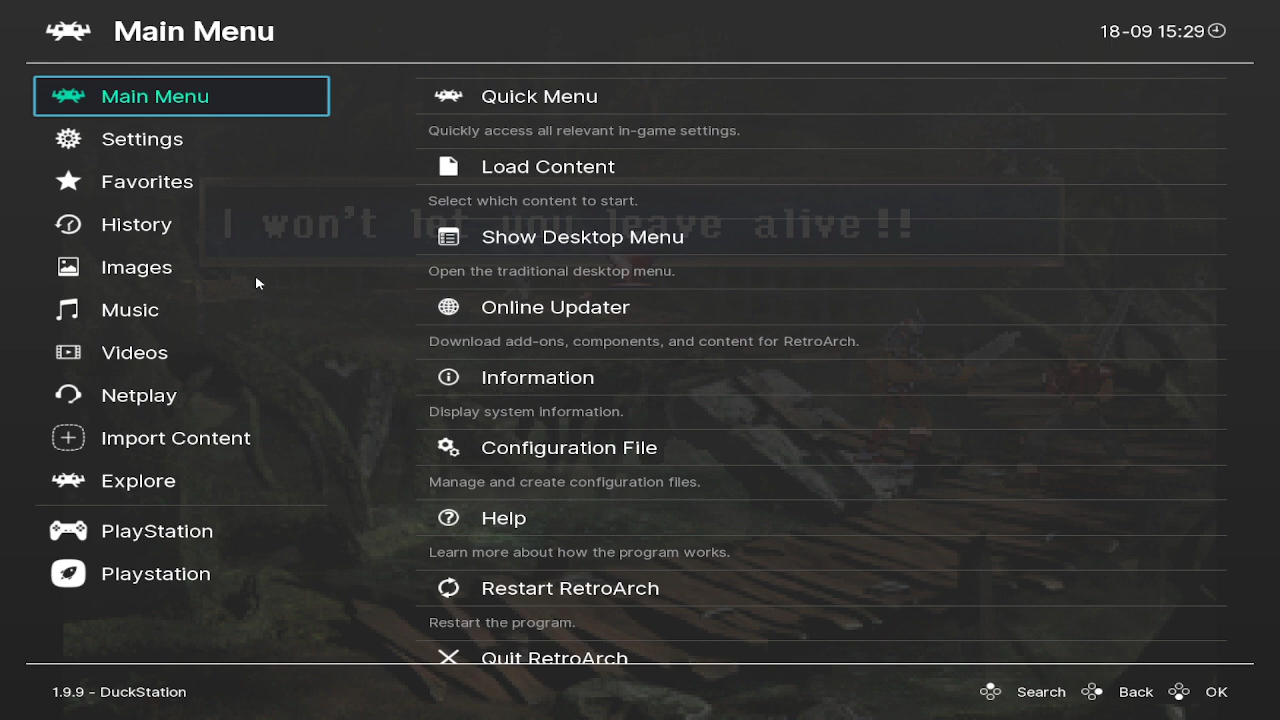 Main Menu
18-09 15:29
Main Menu
Settings
Favorites
History
Images
Music
Videos
Netplay
Import Content
Explore
PlayStation
Playstation
Quick Menu
Quickly access all relevant in-game settings.
Load Content
Select which content to start.
I won't let you leave alive!!
Show Desktop Menu
Open the traditional desktop menu.
Online Updater
Download add-ons, components, and content for RetroArch.
Information
Display system information.
Configuration File
Manage and create configuration files.
Help
Learn more about how the program works.
Restart RetroArch
Restart the program.
Quit RetroArch
1.9.9 - DuckStation
Search Back OK